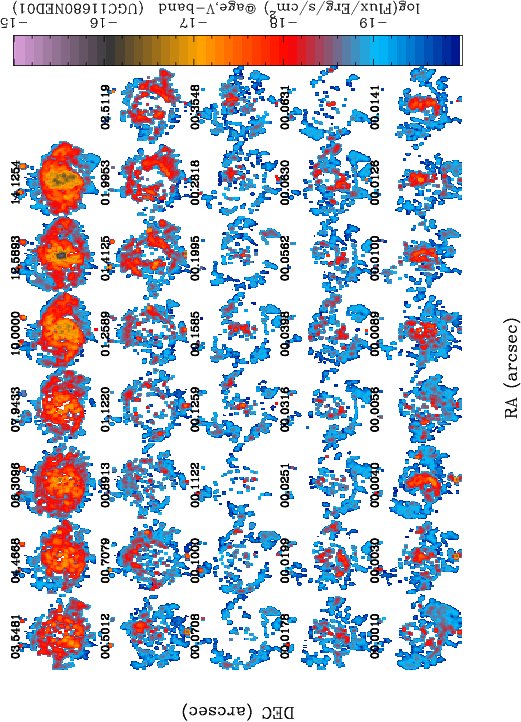 03.5481 04.4668 06.3096 07.9433 10.0000 12.5893 14.1254
00.5012 00.7079 00.8913 01.1220 01.2589 01.4125 01.9953 02.5119
00.0708 00.1000 00.1122 00.1259 00.1585 00.1995 00.2818 00.3548
00.0178 00.0199 00.0251 00.0316 00.0398 00.0562 00.0630 00.0631
00.0010 00.0030 00.0040 00.0056 00.0089 00.0100 00.0126 00.0141
DEC (arcsec)
RA (arcsec)
−15
−16
−17
−18
−19
log(Flux/Erg/s/cm²) @age,V-band (UGC11680NED01)